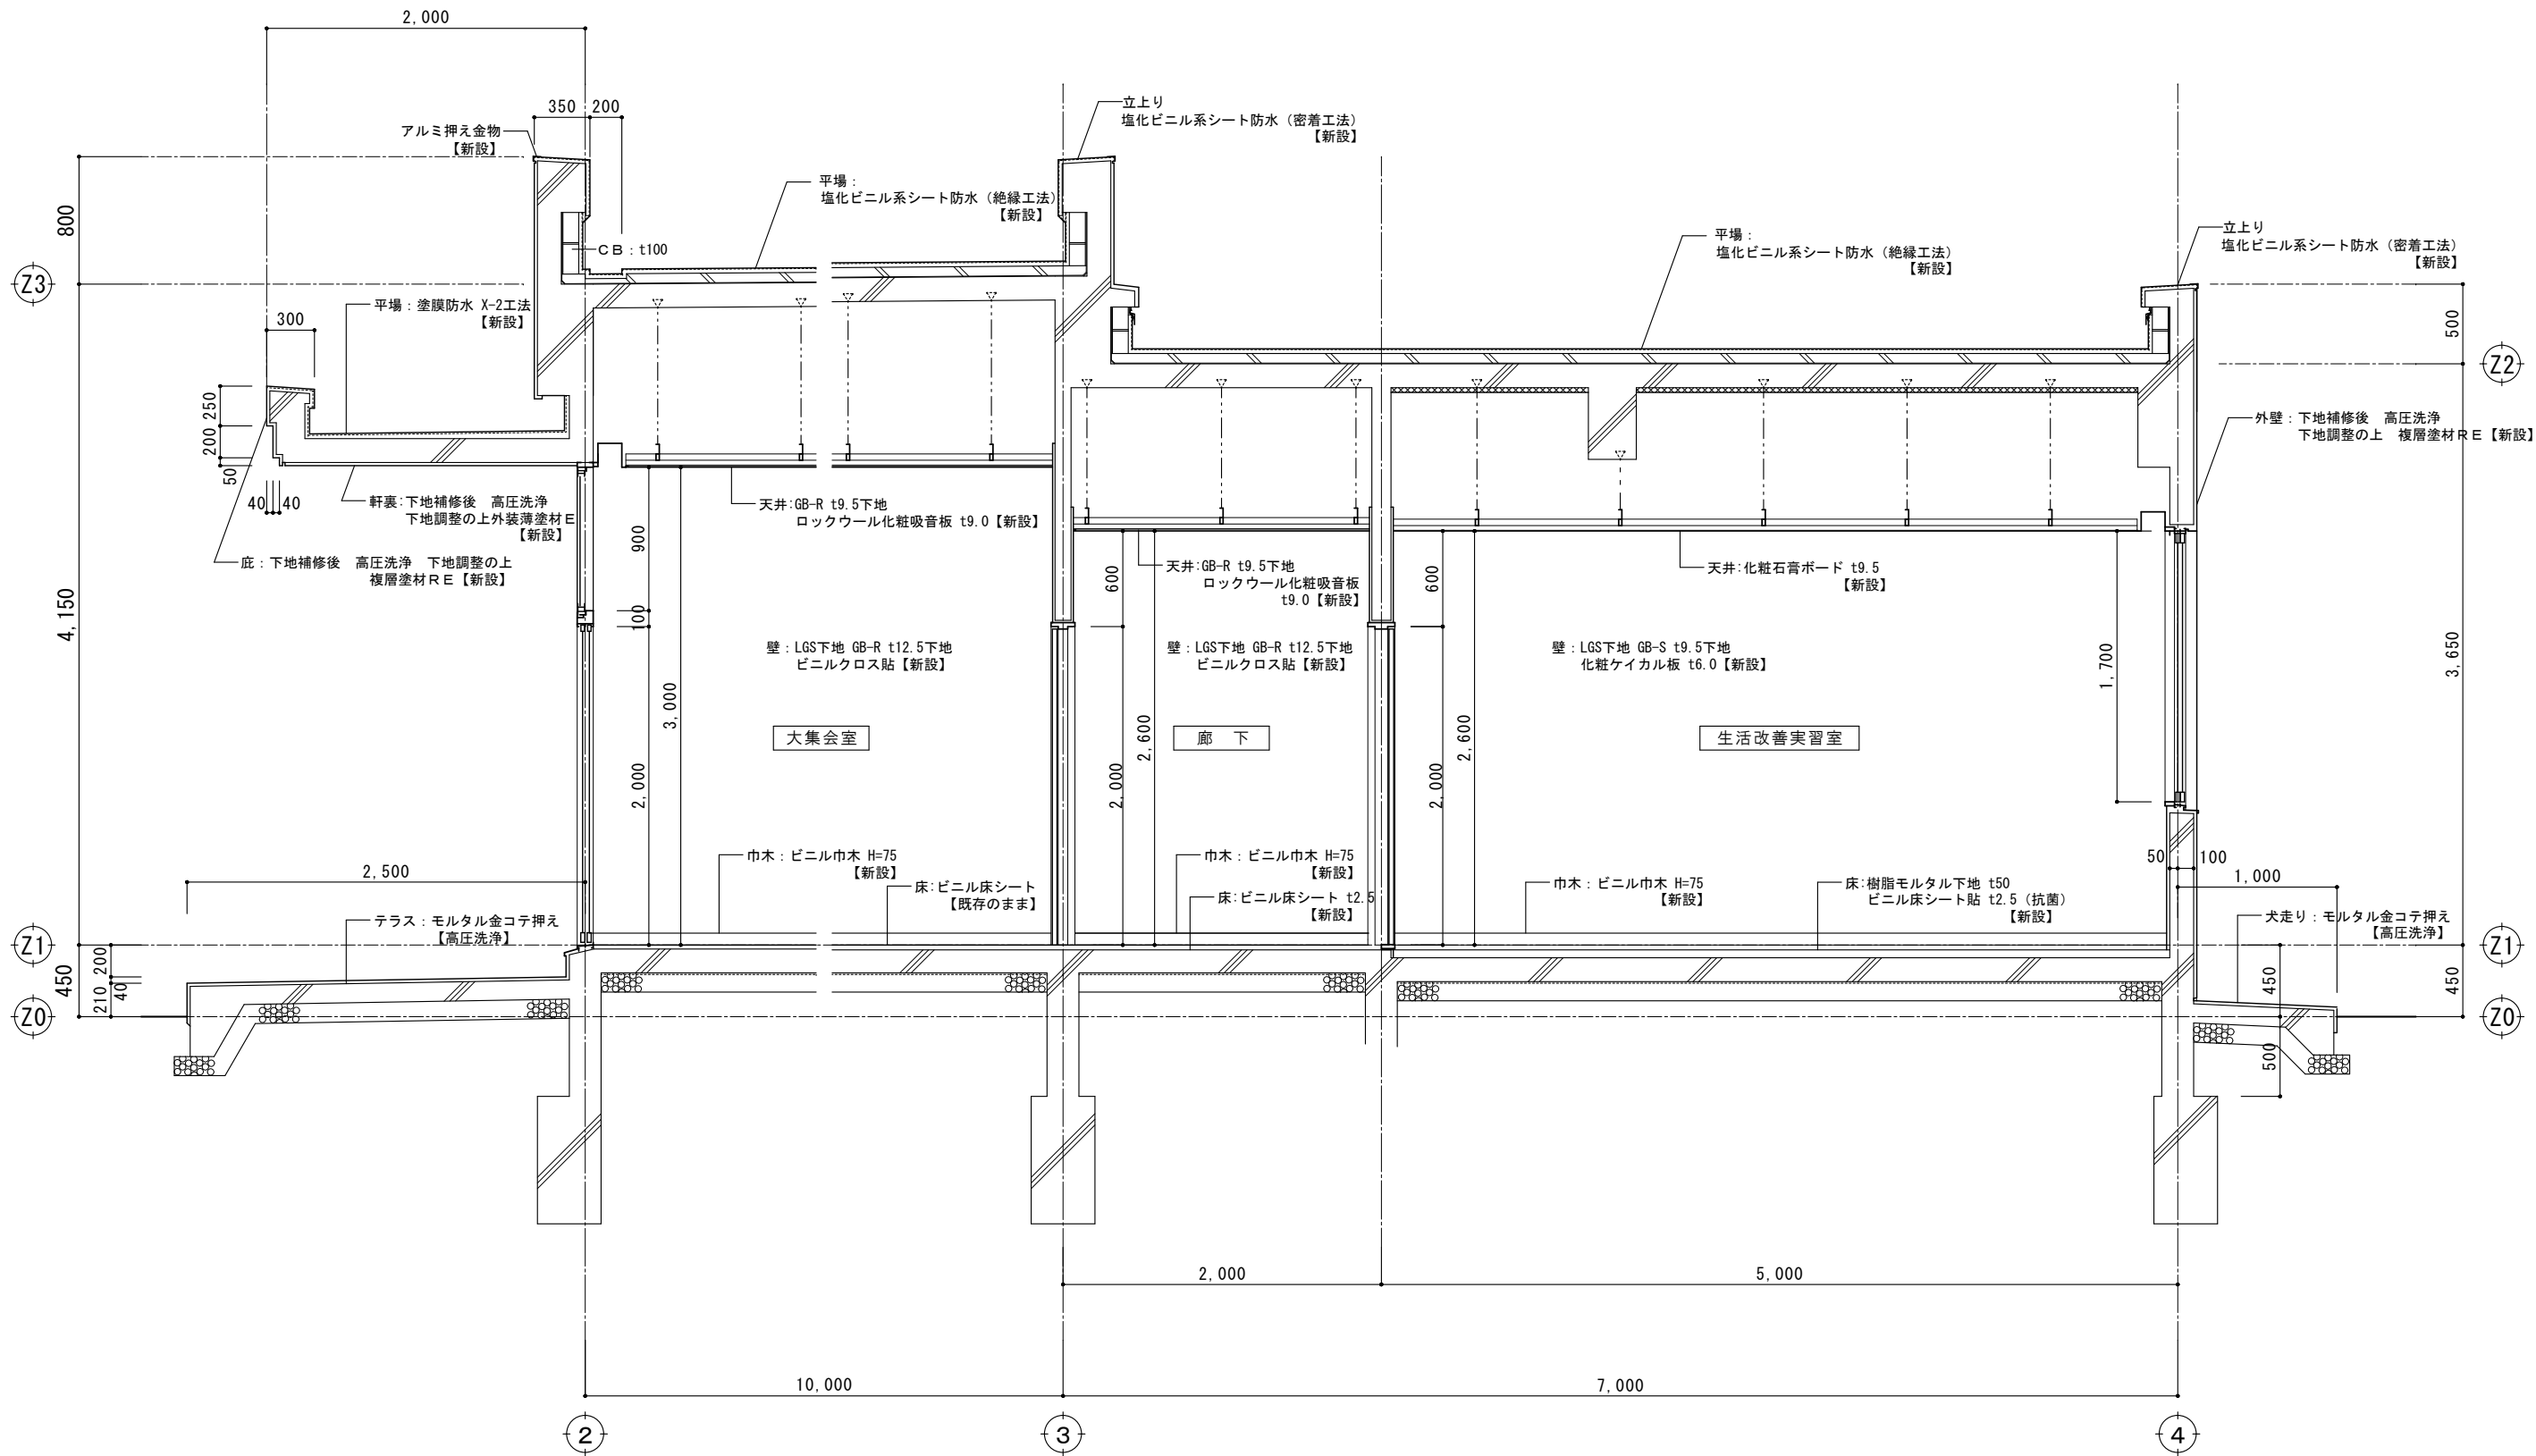 2,000
350
200
アルミ押え金物
【新設】
立上り
塩化ビニル系シート防水（密着工法）
【新設】
平場：
塩化ビニル系シート防水（絶縁工法）
【新設】
800
CB：t100
平場：
塩化ビニル系シート防水（絶縁工法）
【新設】
立上り
塩化ビニル系シート防水（密着工法）
【新設】
Z3
平場：塗膜防水 X-2工法
【新設】
300
500
Z2
250
200
50
40
40
軒裏：下地補修後　高圧洗浄
下地調整の上外装薄塗材E
【新設】
庇：下地補修後　高圧洗浄　下地調整の上
複層塗材RE【新設】
外壁：下地補修後　高圧洗浄
下地調整の上　複層塗材RE【新設】
天井:GB-R t9.5下地
ロックウール化粧吸音板 t9.0【新設】
天井:GB-R t9.5下地
ロックウール化粧吸音板
t9.0【新設】
天井:化粧石膏ボード t9.5
【新設】
900
100
600
600
4,150
壁：LGS下地 GB-R t12.5下地
ビニルクロス貼【新設】
壁：LGS下地 GB-R t12.5下地
ビニルクロス貼【新設】
壁：LGS下地 GB-S t9.5下地
化粧ケイカル板 t6.0【新設】
1,700
3,650
3,000
2,600
2,600
大集会室
廊　下
生活改善実習室
2,000
2,000
2,000
2,500
巾木：ビニル巾木 H=75
【新設】
床:ビニル床シート
【既存のまま】
巾木：ビニル巾木 H=75
【新設】
床:ビニル床シート t2.5
【新設】
巾木：ビニル巾木 H=75
【新設】
床:樹脂モルタル下地 t50
ビニル床シート貼 t2.5（抗菌）
【新設】
50
100
1,000
テラス：モルタル金コテ押え
【高圧洗浄】
犬走り：モルタル金コテ押え
【高圧洗浄】
Z1
Z1
450
200
40
210
450
450
Z0
Z0
500
2,000
5,000
10,000
7,000
2
3
4